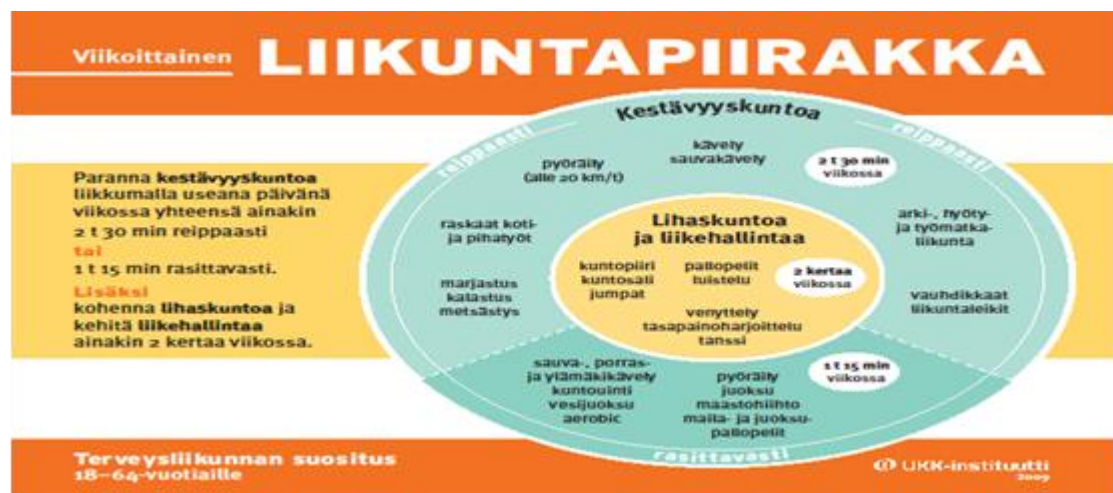 Viikoittainen LIIKUNTAPIIRAKKA
Paranna kestävyyskuntoa
liikkumalla useana päivänä
viikossa yhteensä ainakin
2 t 30 min reippaasti
tai
1 t 15 min rasittavasti.
Lisäksi
kohenna lihaskuntoa ja
kehitä liikehallintaa
ainakin 2 kertaa viikossa.
Kestävyyskuntoa
reippaasti
reippaasti
kävely
sauvakävely
pyöräily
(alle 20 km/t)
2 t 30 min
viikossa
raskaat koti-
ja pihatyöt
arki-, hyöty-
ja työmatka-
liikunta
marjastus
kalastus
metsästys
vauhdikkaat
liikuntaleikit
Lihaskuntoa
ja liikehallintaa
kuntopiiri
kuntosali
jumpat
pallopelit
luistelu
2 kertaa
viikossa
venyttely
tasapainoharjoittelu
tanssi
sauva-, porras-
ja ylämäkikävely
kuntouinti
vesijuoksu
aerobic
pyöräily
juoksu
maastohiihto
maila- ja juoksu-
pallopelit
1 t 15 min
viikossa
rasittavasti
Terveysliikunnan suositus
18–64-vuotiaille
UKK-instituutti
2009